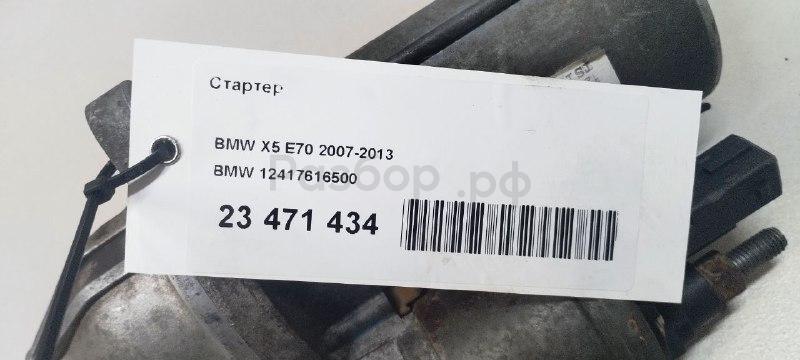 Стартер
BMW X5 E70 2007-2013
BMW 12417616500
Разбор.рф
23 471 434